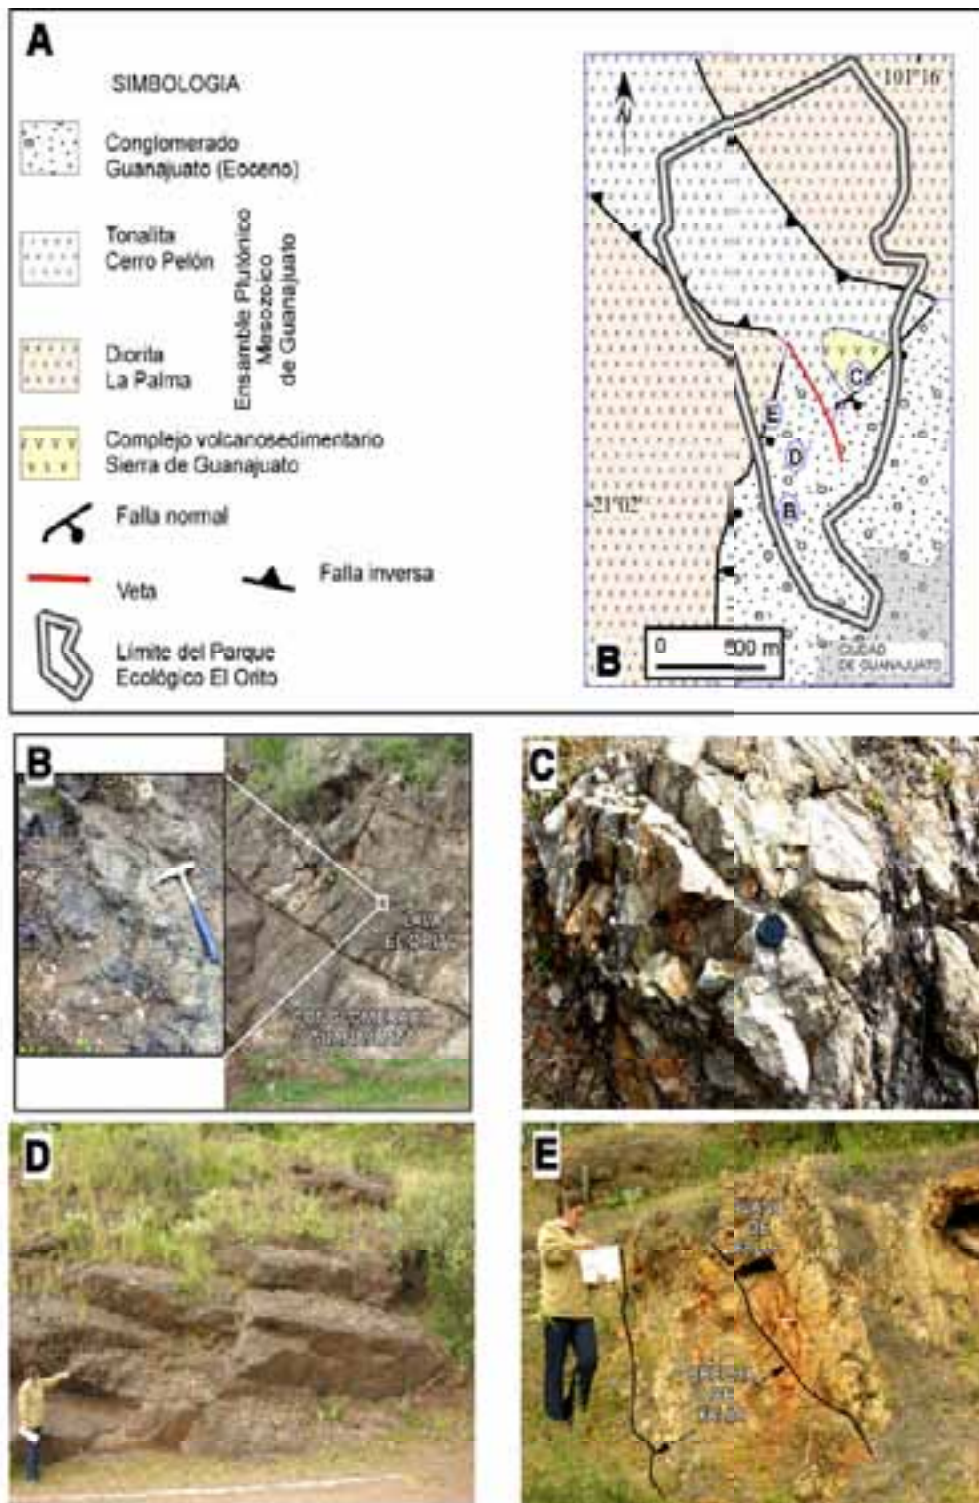 A
SIMBOLOGIA
Conglomerado
Guanajuato (Eoceno)
Tonalita
Cerro Pelón
Ensamble Plutónico
Mesozoico
de Guanajuato
Diorita
La Palma
Complejo volcanosedimentario
Sierra de Guanajuato
Falla normal
Veta
Falla inversa
Límite del Parque
Ecológico El Orito
101°16'
N
C
E
D
B
21°02'
B
0 500 m
CIUDAD
DE GUANAJUATO
B
C
D
E
DE
DE